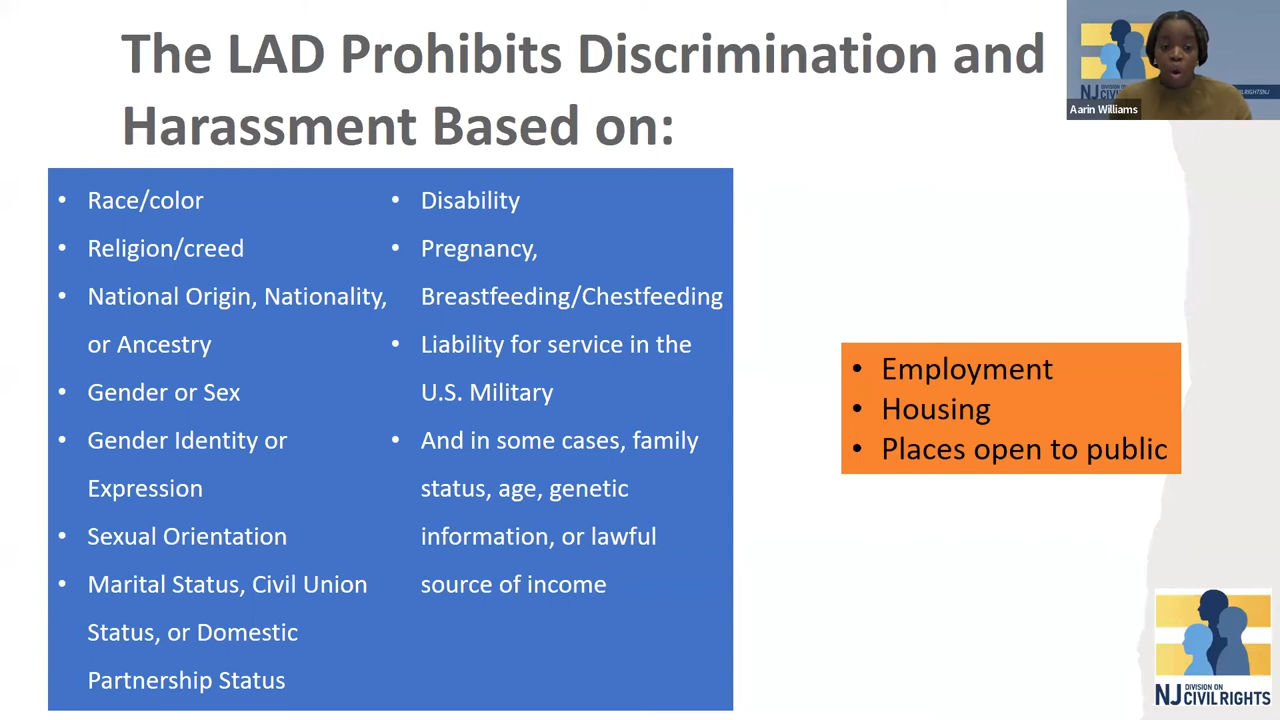 The LAD Prohibits Discrimination and
Harassment Based on:
• Race/color
• Religion/creed
• National Origin, Nationality,
or Ancestry
• Gender or Sex
• Gender Identity or
Expression
• Sexual Orientation
• Marital Status, Civil Union
Status, or Domestic
Partnership Status
• Disability
• Pregnancy,
Breastfeeding/Chestfeeding
• Liability for service in the
U.S. Military
• And in some cases, family
status, age, genetic
information, or lawful
source of income
• Employment
• Housing
• Places open to public
Aarin Williams
NJ DIVISION ON
CIVIL RIGHTS